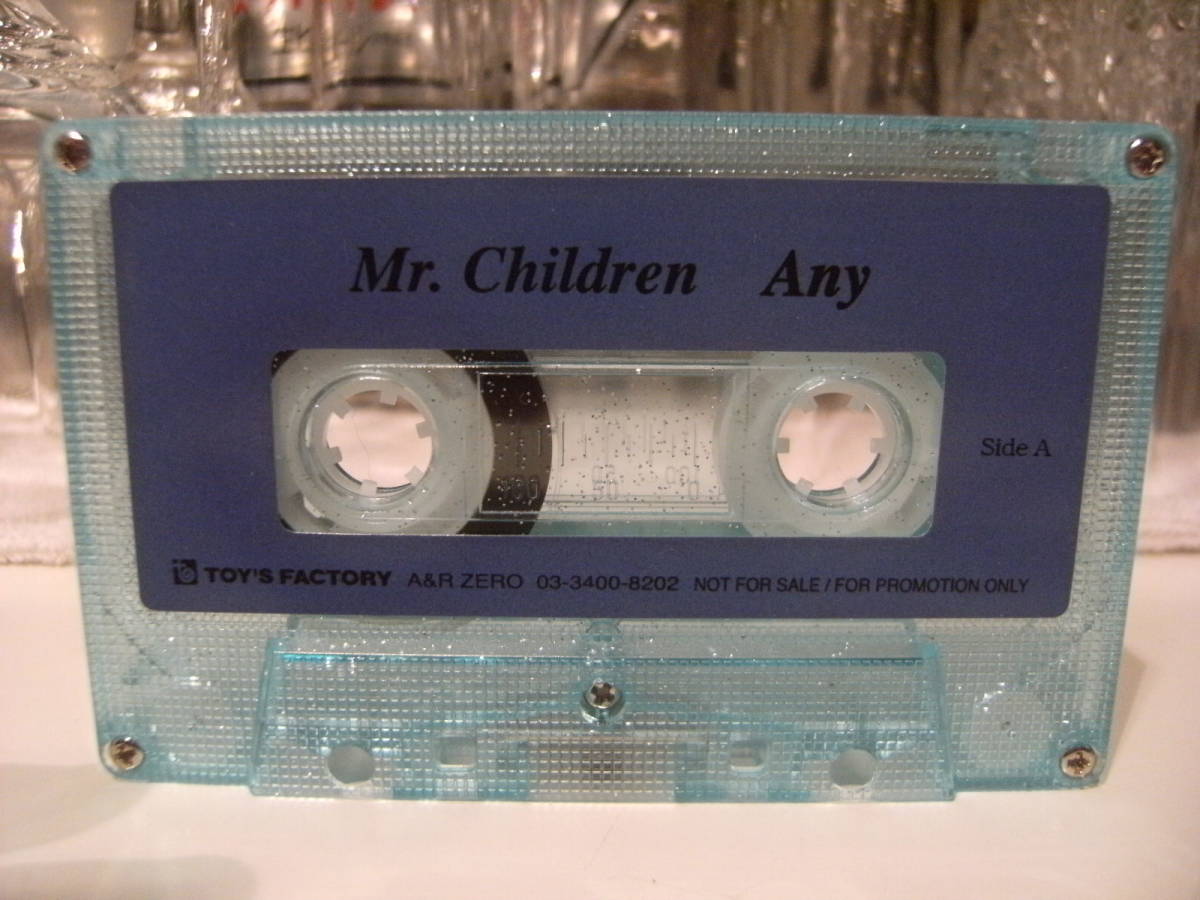 Mr. Children Any
Side A
TOY'S FACTORY A&R ZERO 03-3400-8202 NOT FOR SALE / FOR PROMOTION ONLY